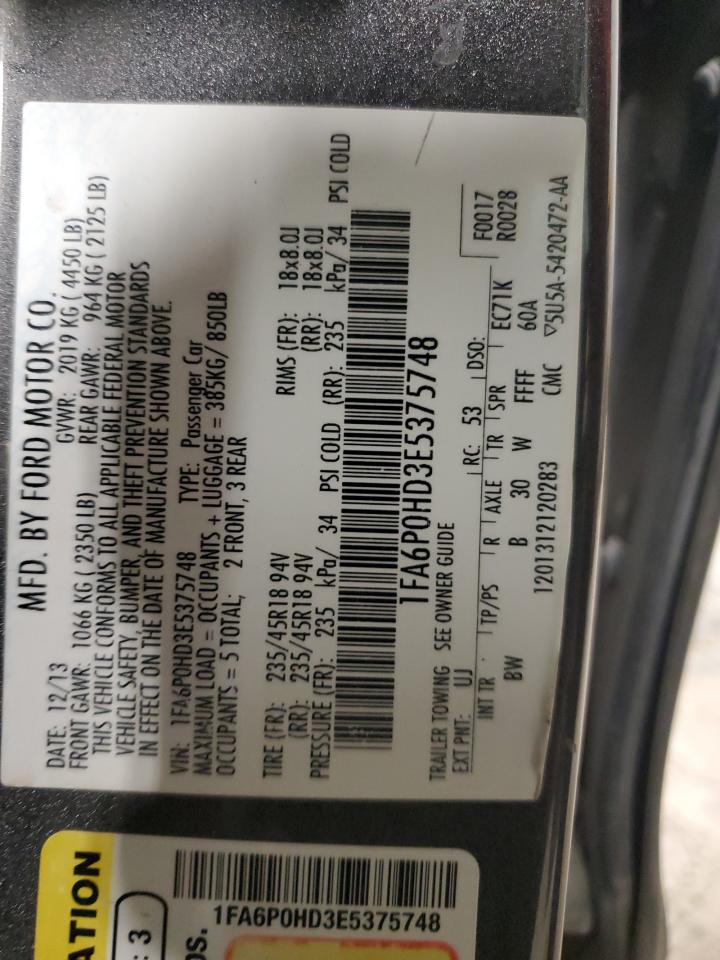 MFD. BY FORD MOTOR CO.
DATE: 12/13 GVWR: 2019 KG ( 4450 LB)
FRONT GAWR: 1066 KG ( 2350 LB) REAR GAWR: 964 KG ( 2125 LB)
THIS VEHICLE CONFORMS TO ALL APPLICABLE FEDERAL MOTOR
VEHICLE SAFETY, BUMPER, AND THEFT PREVENTION STANDARDS
IN EFFECT ON THE DATE OF MANUFACTURE SHOWN ABOVE.
VIN: 1FA6P0HD3E5375748 TYPE: Passenger Car
MAXIMUM LOAD = OCCUPANTS + LUGGAGE = 385KG/ 850LB
OCCUPANTS = 5 TOTAL; 2 FRONT, 3 REAR
TIRE (FR): 235/45R18 94V RIMS (FR): 18x8.0J
(RR): 235/45R18 94V (RR): 18x8.0J
PRESSURE (FR): 235 kPa/ 34 PSI COLD (RR): 235 kPa/ 34 PSI COLD
1FA6P0HD3E5375748
TRAILER TOWING SEE OWNER GUIDE
EXT PNT: UJ RC: 53 DSO: F0017
INT TR TP/PS R AXLE TR SPR EC71K R0028
BW B 30 W FFFF 60A
1201312120283 CMC ▽5U5A-5420472-AA
ATION
: 3
OS.
1FA6P0HD3E5375748